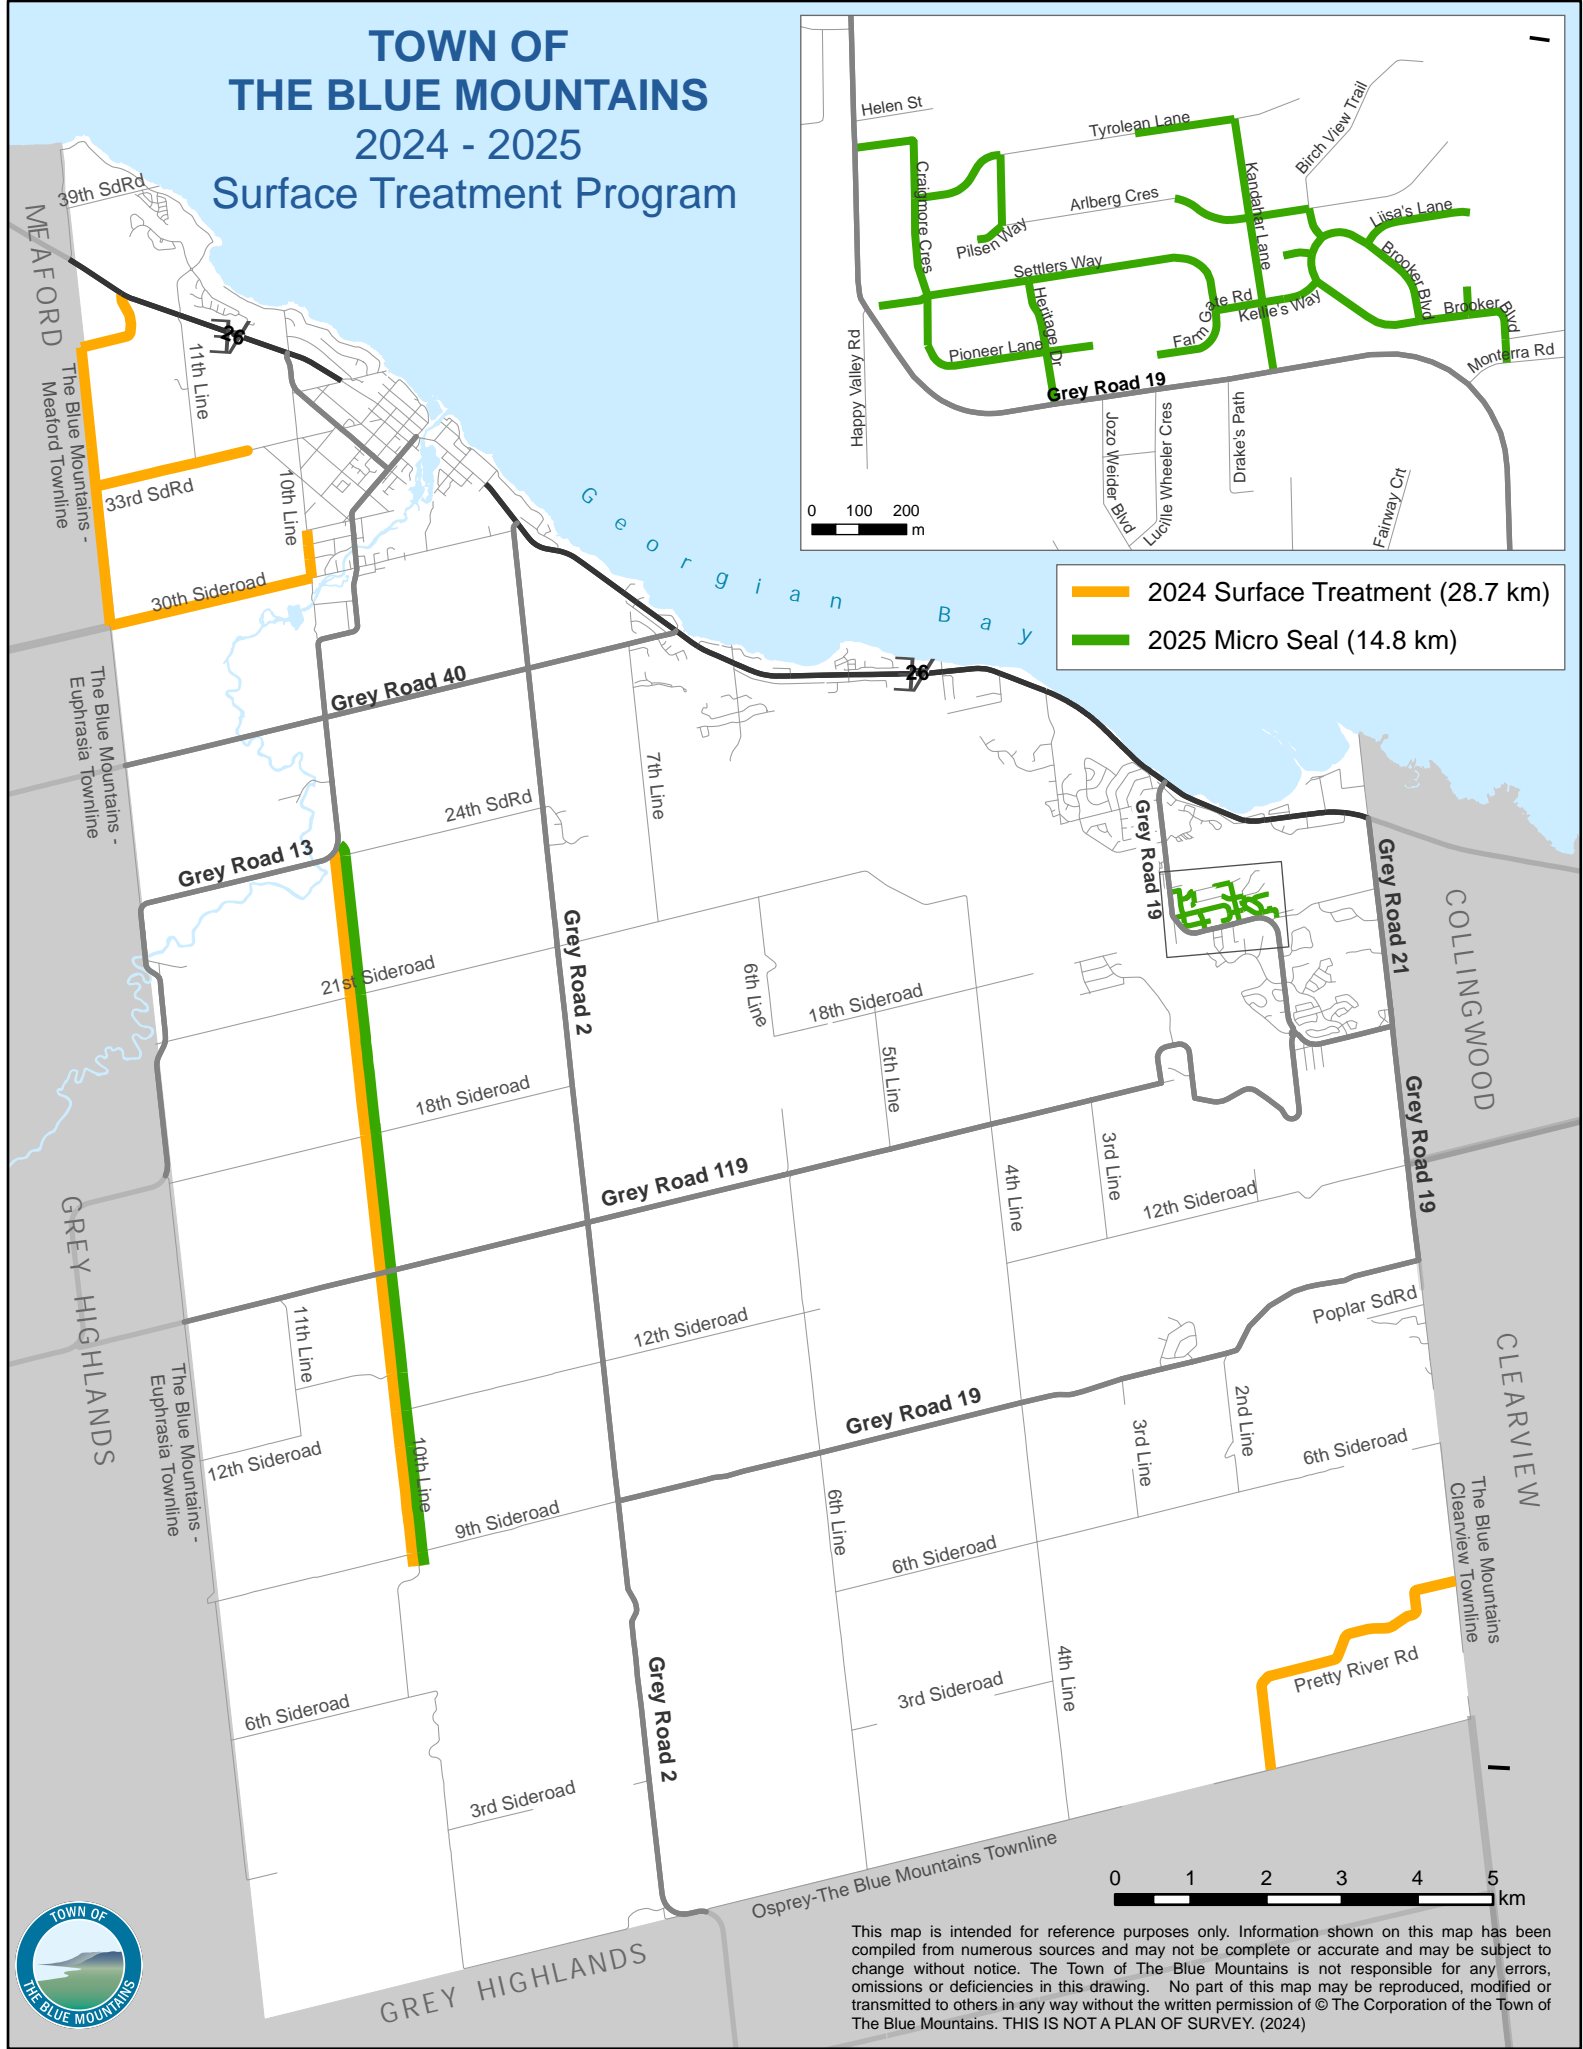 TOWN OF
THE BLUE MOUNTAINS
2024 - 2025
Surface Treatment Program
Helen St
Tyrolean Lane
Birch View Trail
Craigmore Cres
Kandahar Lane
Arlberg Cres
Pilsen Way
Liisa's Lane
Settlers Way
Brooker Blvd
Heritage Dr
Farm Gate Rd
Kellie's Way
Brooker Blvd
Pioneer Lane
Monterra Rd
Happy Valley Rd
Grey Road 19
Jozo Weider Blvd
Lucille Wheeler Cres
Drake's Path
Fairway Crt
0 100 200
m
2024 Surface Treatment (28.7 km)
2025 Micro Seal (14.8 km)
39th SdRd
MEAFORD
26
11th Line
The Blue Mountains -
Meaford Townline
33rd SdRd
10th Line
30th Sideroad
Georgian Bay
26
The Blue Mountains -
Euphrasia Townline
Grey Road 40
7th Line
24th SdRd
Grey Road 13
Grey Road 19
Grey Road 21
COLLINGWOOD
Grey Road 2
21st Sideroad
6th Line
18th Sideroad
5th Line
18th Sideroad
Grey Road 19
3rd Line
4th Line
Grey Road 119
12th Sideroad
GREY HIGHLANDS
11th Line
12th Sideroad
Poplar SdRd
CLEARVIEW
The Blue Mountains -
Euphrasia Townline
Grey Road 19
2nd Line
3rd Line
6th Sideroad
12th Sideroad
10th Line
9th Sideroad
6th Line
6th Sideroad
The Blue Mountains
Clearview Townline
Pretty River Rd
4th Line
3rd Sideroad
Grey Road 2
6th Sideroad
3rd Sideroad
Osprey-The Blue Mountains Townline
GREY HIGHLANDS
0 1 2 3 4 5
km
TOWN OF
THE BLUE MOUNTAINS
This map is intended for reference purposes only. Information shown on this map has been
compiled from numerous sources and may not be complete or accurate and may be subject to
change without notice. The Town of The Blue Mountains is not responsible for any errors,
omissions or deficiencies in this drawing. No part of this map may be reproduced, modified or
transmitted to others in any way without the written permission of © The Corporation of the Town of
The Blue Mountains. THIS IS NOT A PLAN OF SURVEY. (2024)